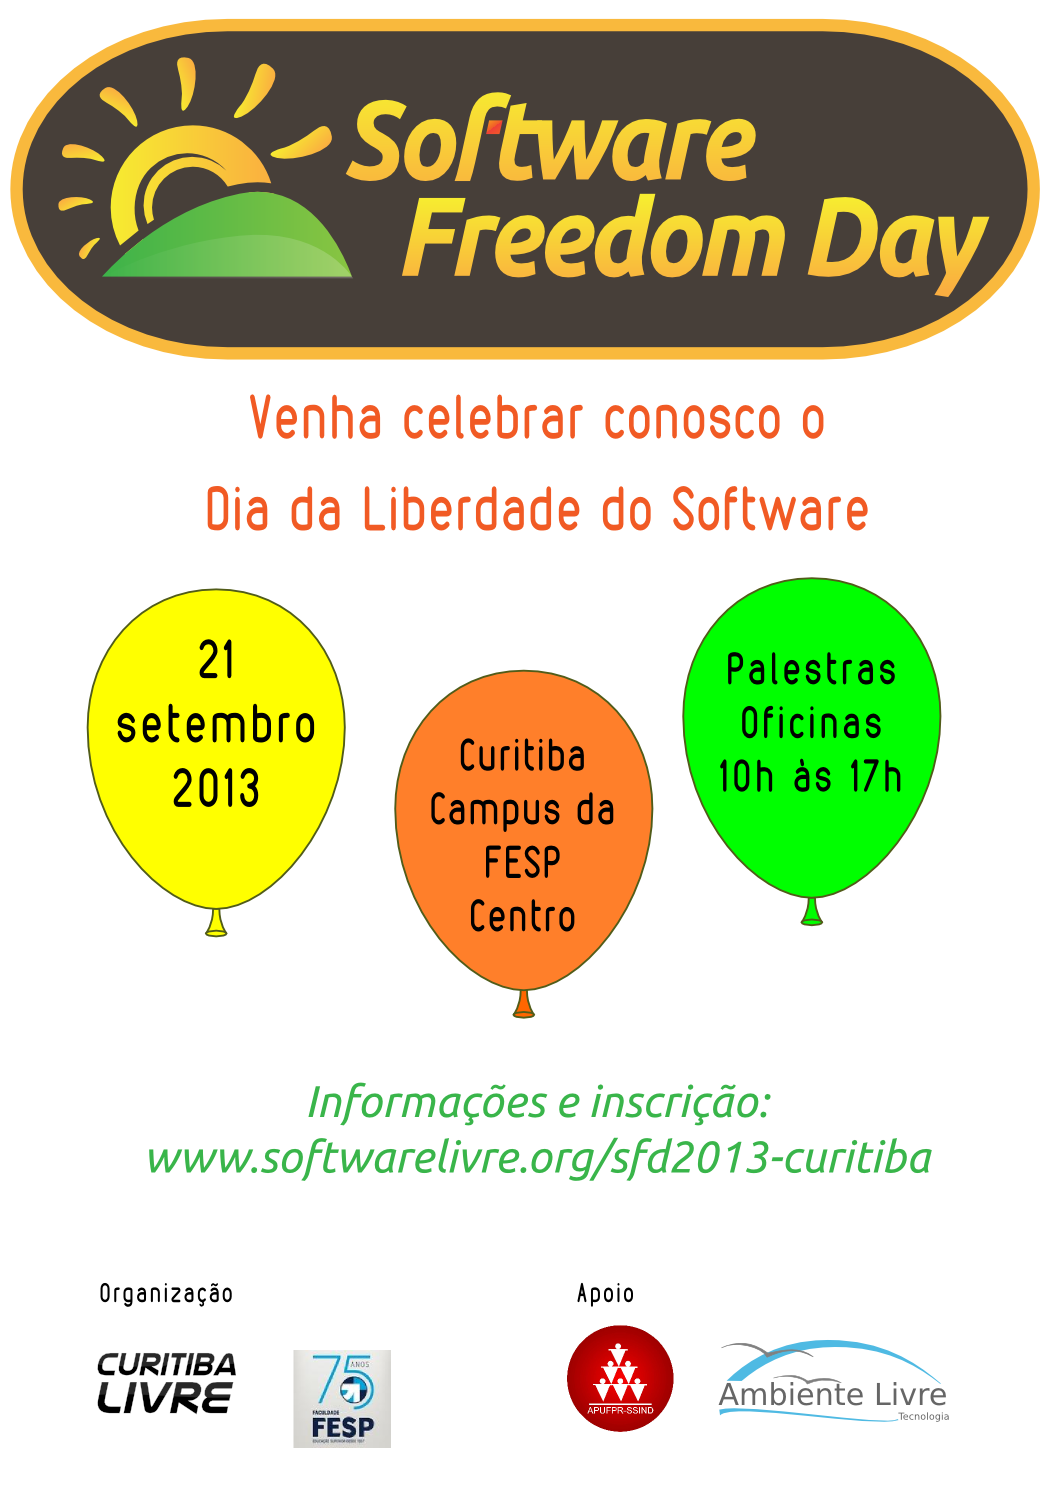 Software
Freedom Day
Venha celebrar conosco o
Dia da Liberdade do Software
21
setembro
2013
Curitiba
Campus da
FESP
Centro
Palestras
Oficinas
10h às 17h
Informações e inscrição:
www.softwarelivre.org/sfd2013-curitiba
Organização
Apoio
CURITIBA
LIVRE
75
ANOS
FACULDADE
FESP
APUFPR-SSIND
Ambiente Livre
Tecnologia